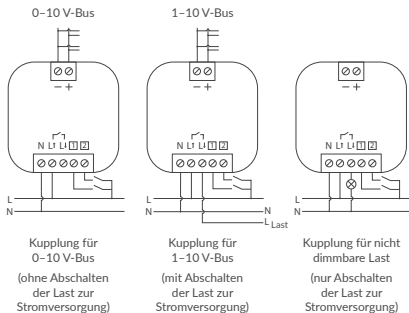 0–10 V-Bus
1–10 V-Bus
– +
– +
– +
N L↑ L↓ 1 2
N L↑ L↓ 1 2
N L↑ L↓ 1 2
L
N
L
N
N
L Last
L
N
Kupplung für
0–10 V-Bus
(ohne Abschalten
der Last zur
Stromversorgung)
Kupplung für
1–10 V-Bus
(mit Abschalten
der Last zur
Stromversorgung)
Kupplung für nicht
dimmbare Last
(nur Abschalten
der Last zur
Stromversorgung)